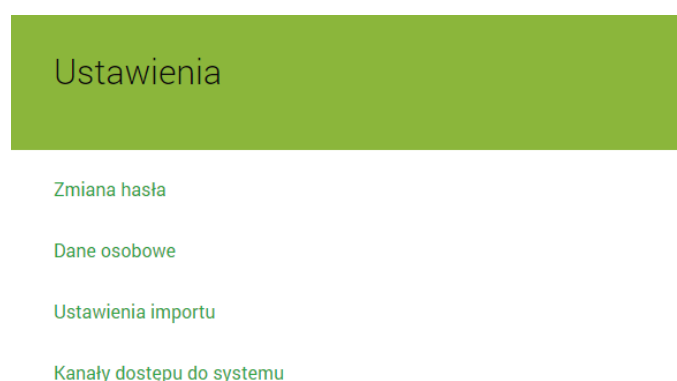 Ustawienia
Zmiana hasła
Dane osobowe
Ustawienia importu
Kanały dostępu do systemu